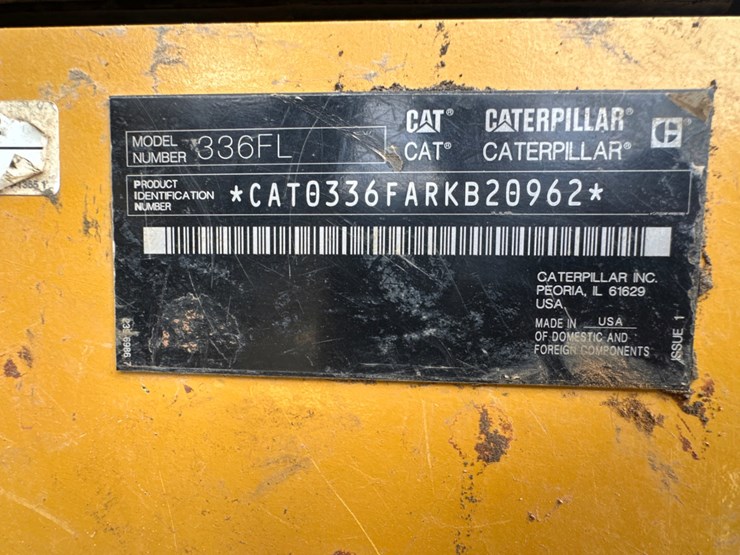 CAT® CATERPILLAR®
MODEL NUMBER 336FL
CAT® CATERPILLAR®
PRODUCT IDENTIFICATION NUMBER *CAT0336FARKB20962*
CATERPILLAR INC.
PEORIA, IL 61629
USA
MADE IN USA
OF DOMESTIC AND
FOREIGN COMPONENTS
ISSUE 1